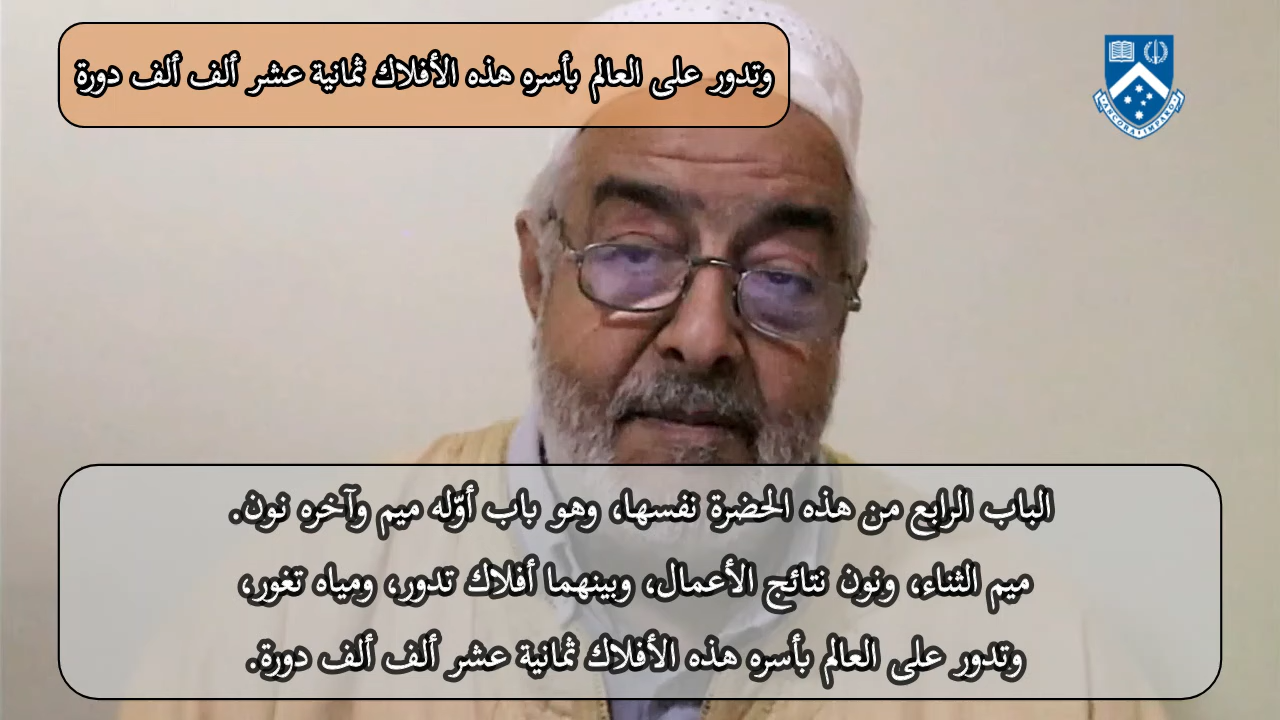 وتدور على العالم بأسره هذه الأفلاك ثمانية عشر ألف ألف دورة
ANCORA IMPARO
الباب الرابع من هذه الحضرة نفسها، وهو باب أوّله ميم وآخره نون.
ميم الثناء، ونون نتائج الأعمال، وبينهما أفلاك تدور، ومياه تغور،
وتدور على العالم بأسره هذه الأفلاك ثمانية عشر ألف ألف دورة.